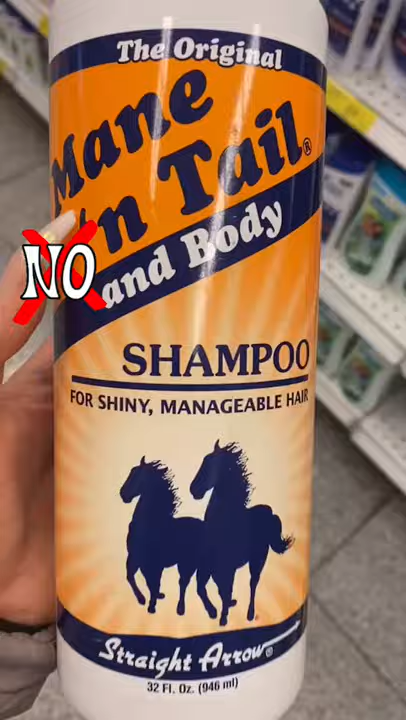 The Original
Mane
'n Tail®
and Body
NO
SHAMPOO
FOR SHINY, MANAGEABLE HAIR
Straight Arrow®
32 Fl. Oz. (946 ml)